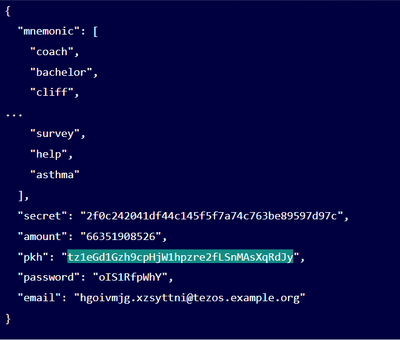 {
"mnemonic": [
"coach",
"bachelor",
"cliff",
...
"survey",
"help",
"asthma"
],
"secret": "2f0c242041df44c145f5f7a74c763be89597d97c",
"amount": "66351908526",
"pkh": "tz1eGd1Gzh9cpHjW1hpzre2fLSnMAsXqRdJy",
"password": "oIS1RfpWhY",
"email": "hgoivmjg.xzsyttni@tezos.example.org"
}